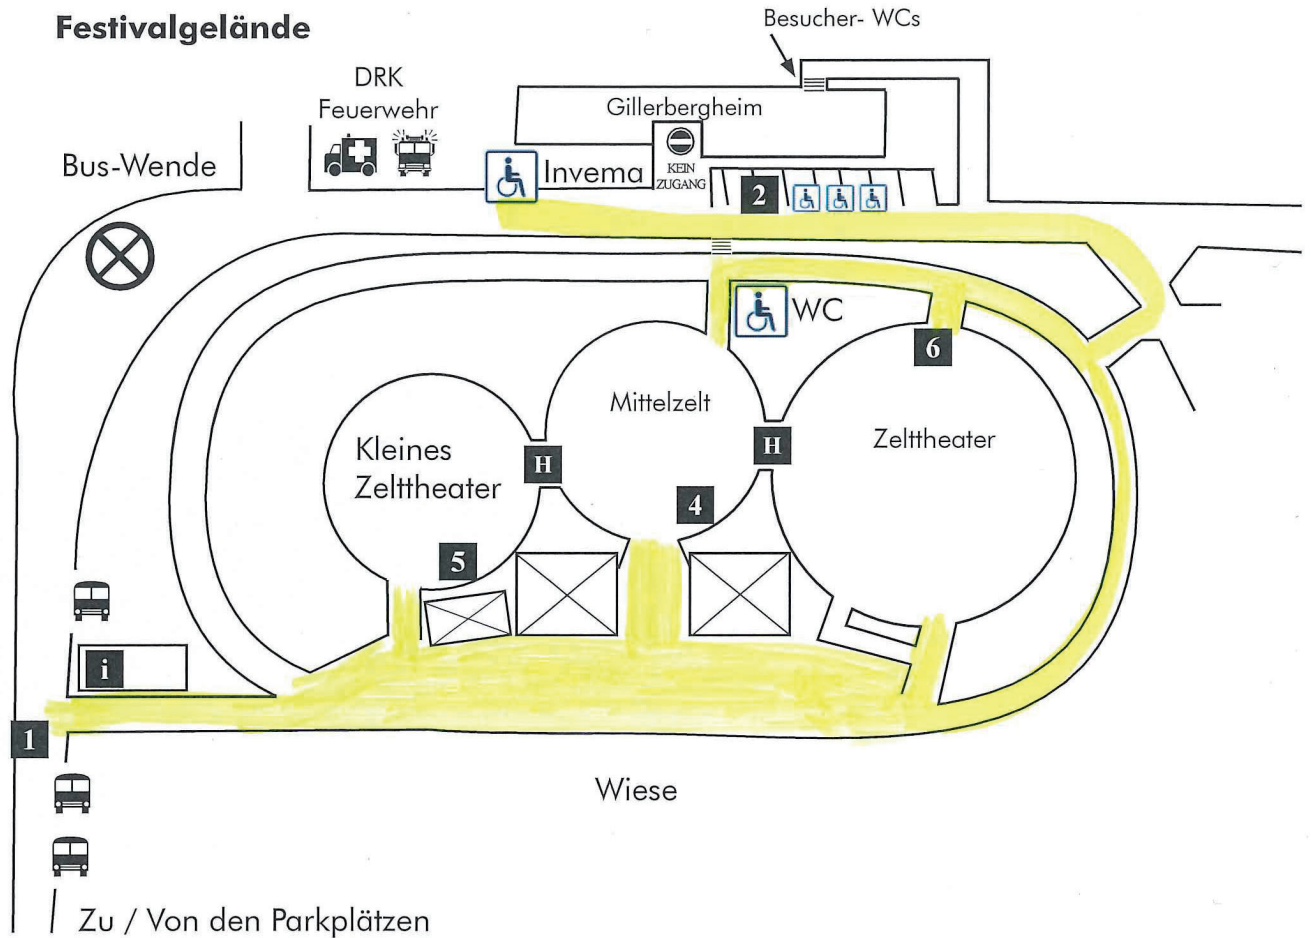 Festivalgelände
Besucher- WCs
DRK
Feuerwehr
Gillerbergheim
Bus-Wende
Invema
KEIN
ZUGANG
2
WC
6
Mittelzelt
Kleines
Zelttheater
H
H
Zelttheater
4
5
i
1
Wiese
Zu / Von den Parkplätzen